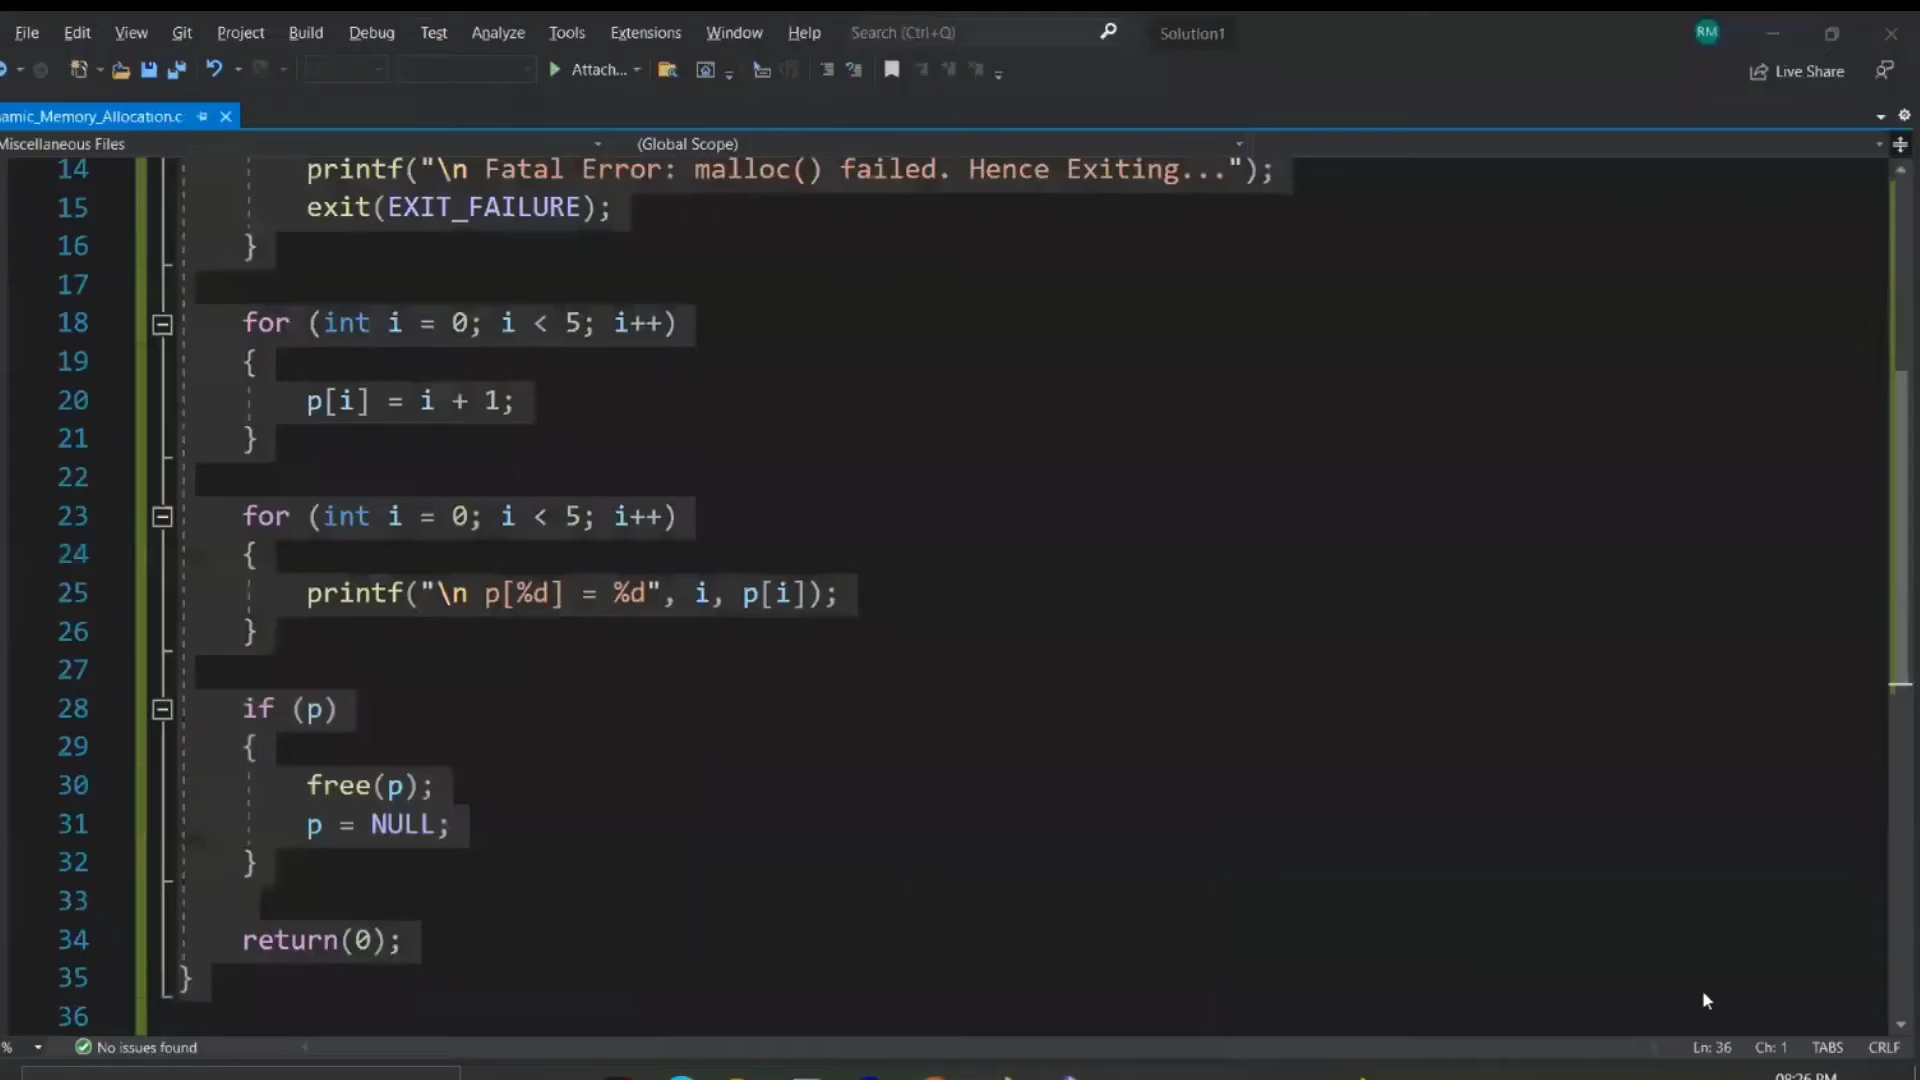 File Edit View Git Project Build Debug Test Analyze Tools Extensions Window Help Search (Ctrl+Q) Solution1 RM
Attach... Live Share
amic_Memory_Allocation.c
Miscellaneous Files (Global Scope)
14 printf("\n Fatal Error: malloc() failed. Hence Exiting...");
15 exit(EXIT_FAILURE);
16 }
17
18 for (int i = 0; i < 5; i++)
19 {
20 p[i] = i + 1;
21 }
22
23 for (int i = 0; i < 5; i++)
24 {
25 printf("\n p[%d] = %d", i, p[i]);
26 }
27
28 if (p)
29 {
30 free(p);
31 p = NULL;
32 }
33
34 return(0);
35 }
36
% No issues found Ln: 36 Ch: 1 TABS CRLF